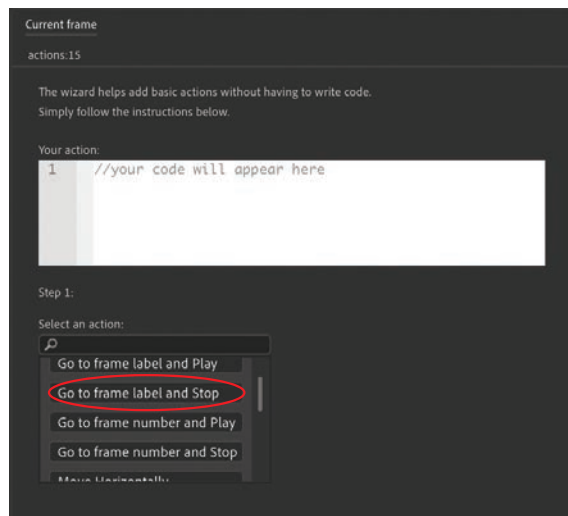 Current frame
actions:15
The wizard helps add basic actions without having to write code.
Simply follow the instructions below.
Your action:
1 //your code will appear here
Step 1:
Select an action:
Go to frame label and Play
Go to frame label and Stop
Go to frame number and Play
Go to frame number and Stop
Move Horizontally